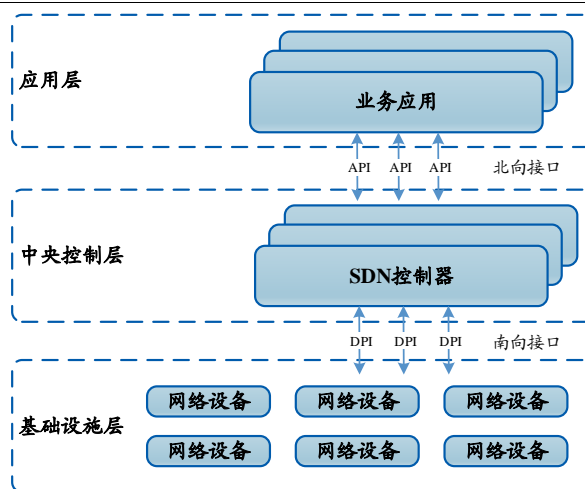 应用层
业务应用
API API API
北向接口
中央控制层
SDN控制器
DPI DPI DPI
南向接口
基础设施层
网络设备 网络设备 网络设备
网络设备 网络设备 网络设备